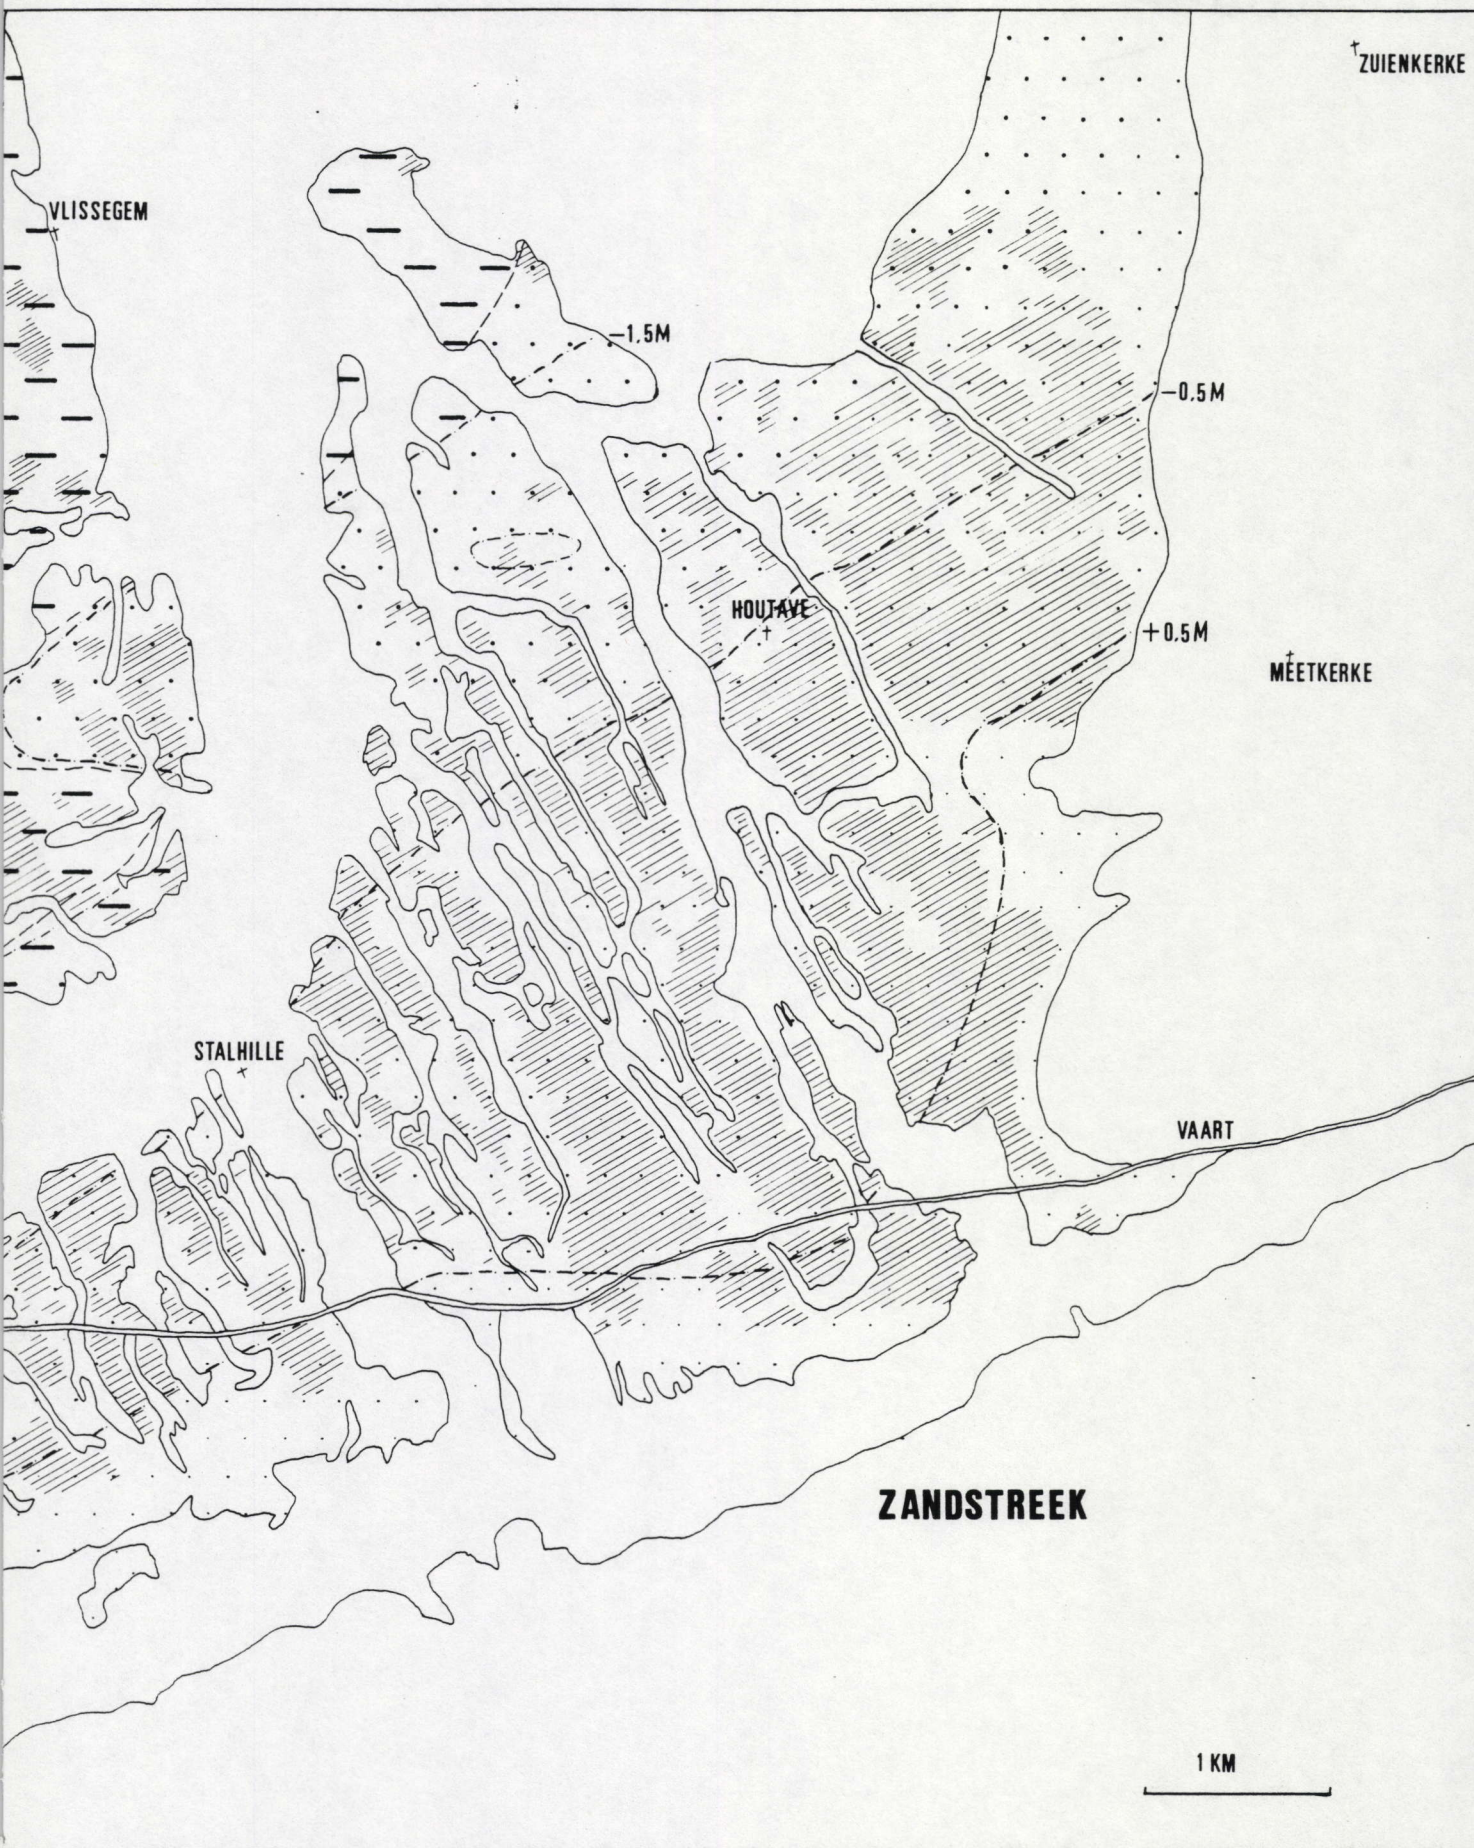 ZUIENKERKE
VLISSEGEM
−1.5M
−0.5M
HOUTAVE
+0.5M
MEETKERKE
STALHILLE
VAART
ZANDSTREEK
1 KM